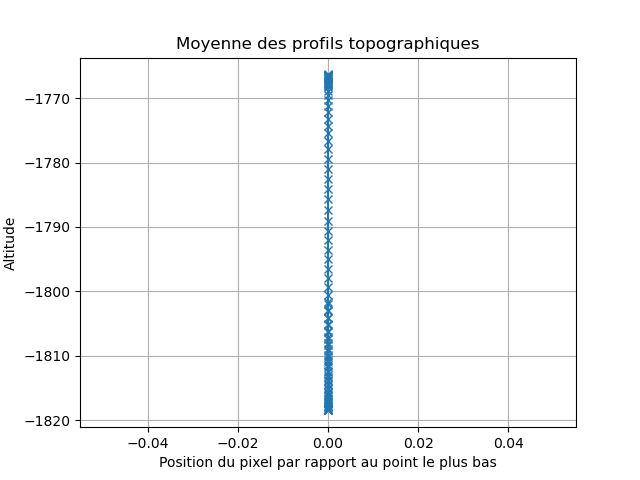 Moyenne des profils topographiques
Altitude
−1770
−1780
−1790
−1800
−1810
−1820
−0.04 −0.02 0.00 0.02 0.04
Position du pixel par rapport au point le plus bas